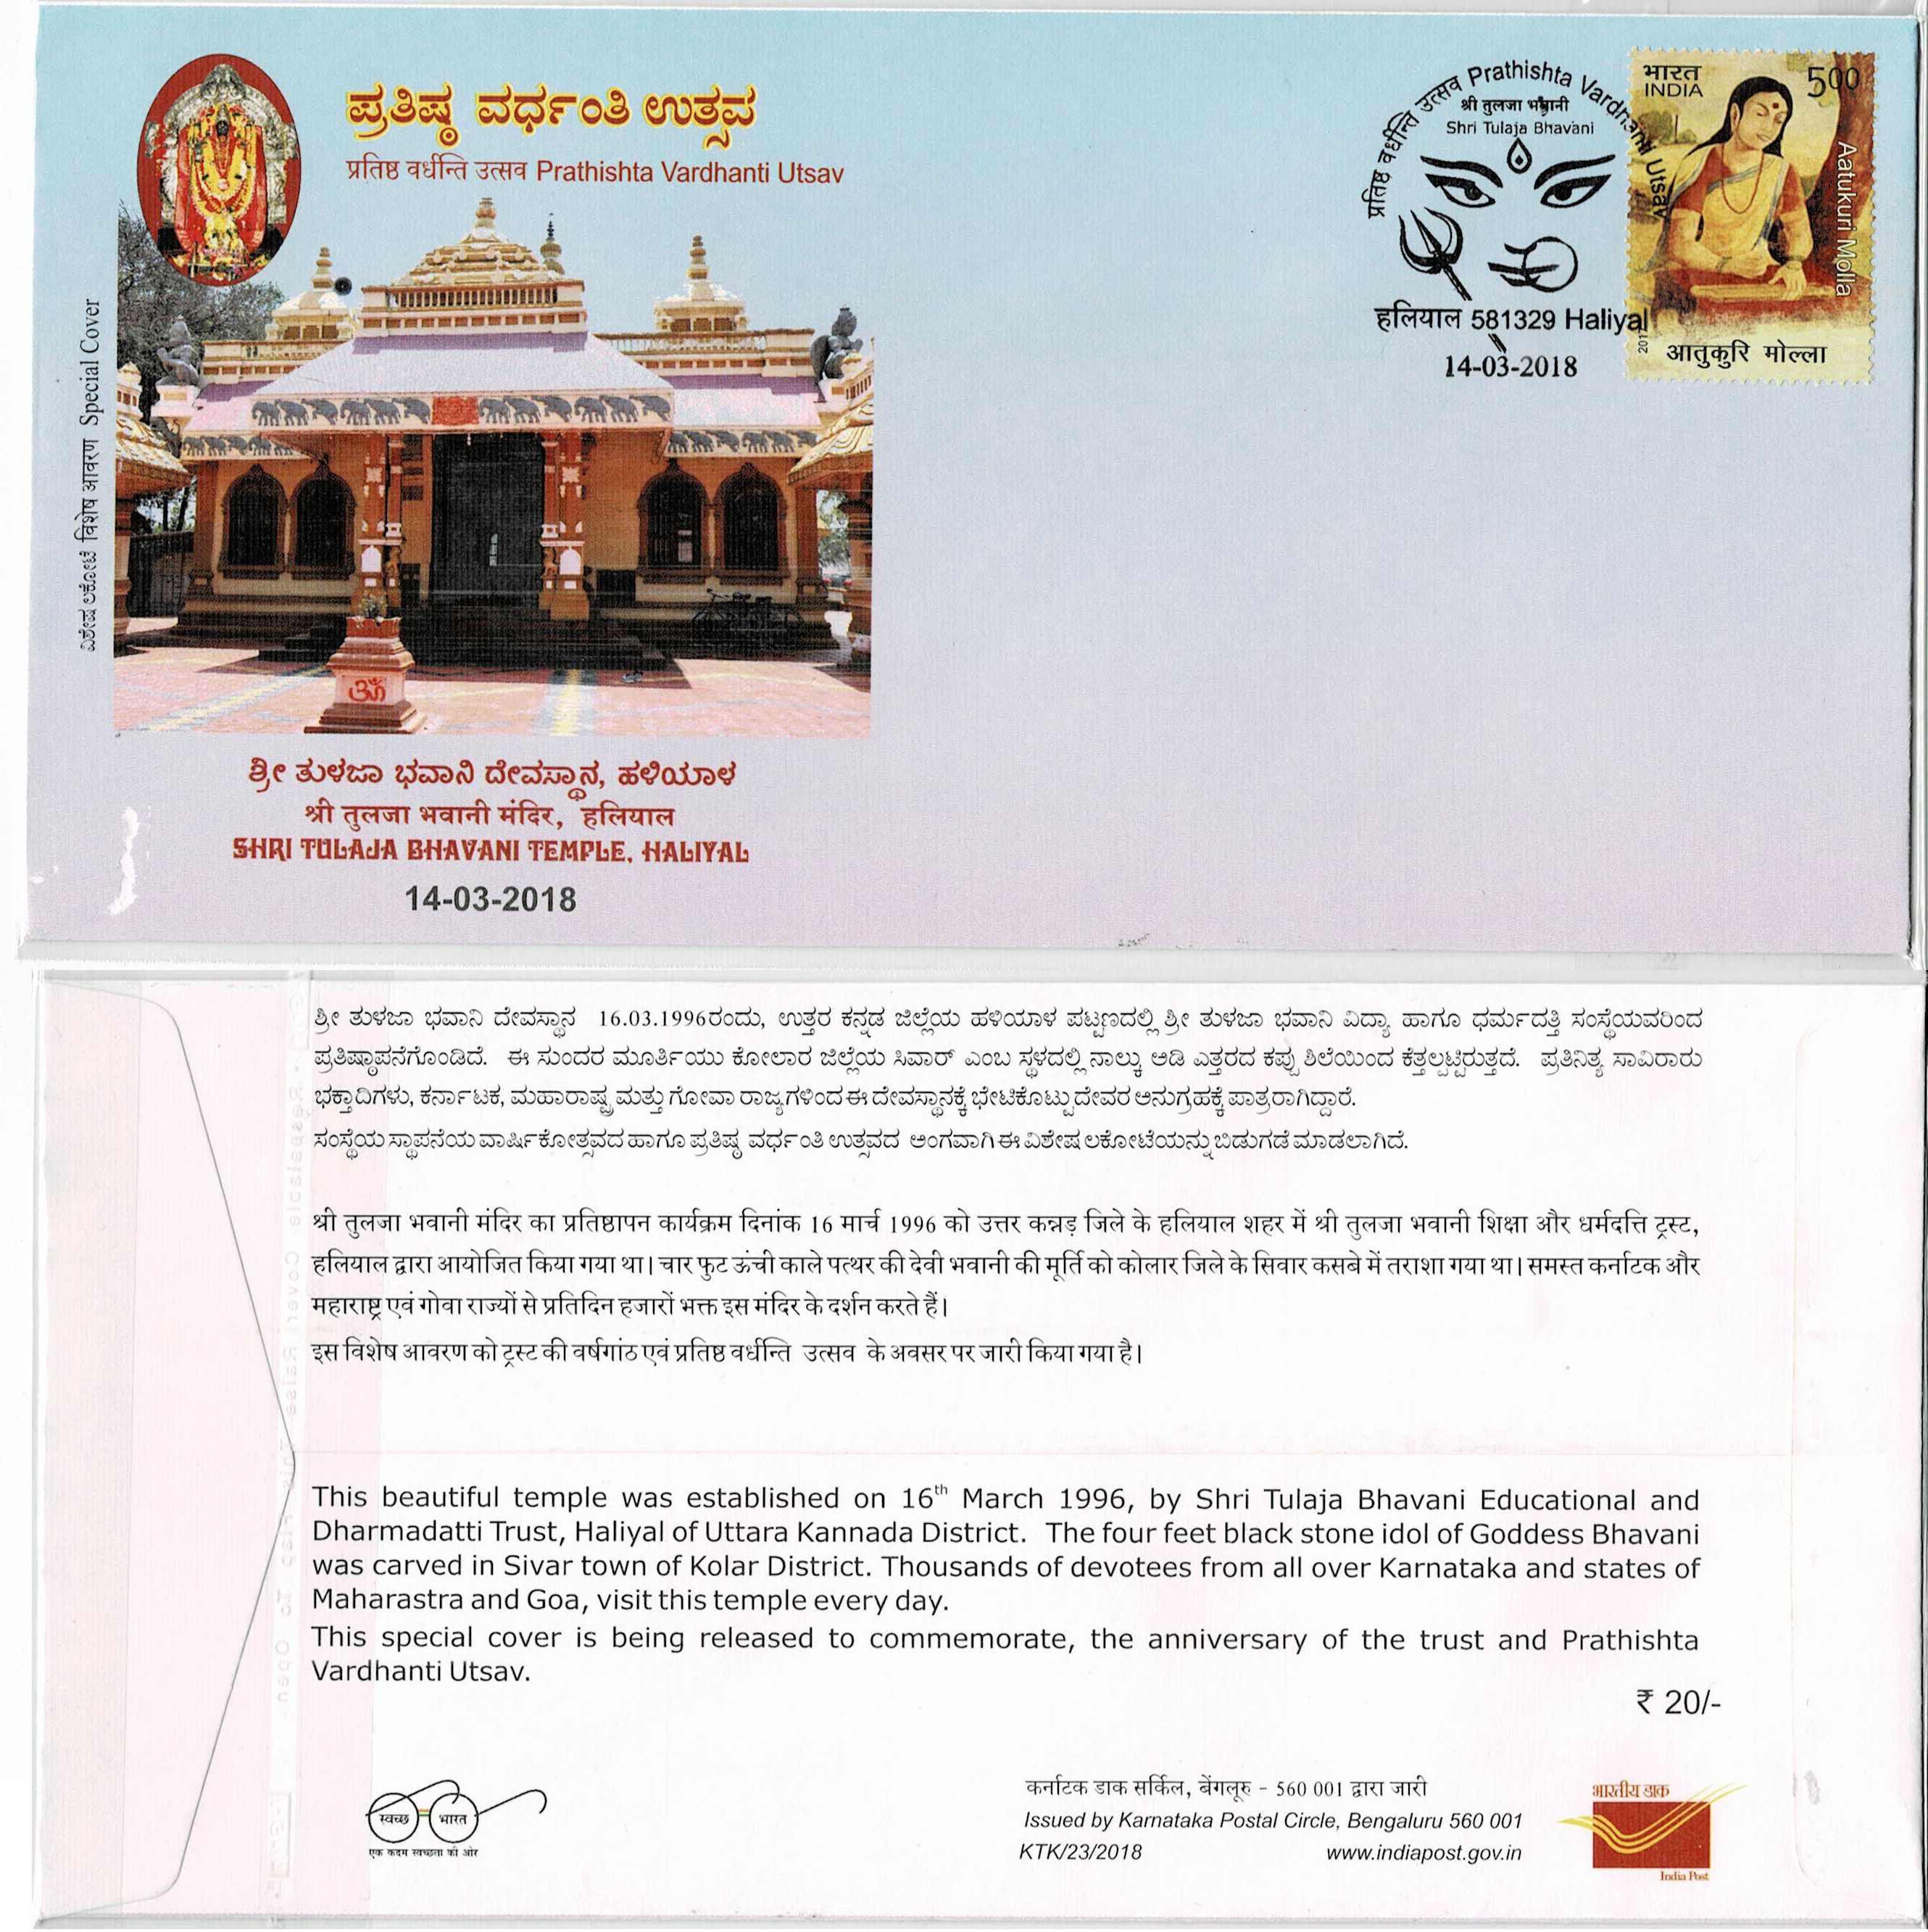 ಪ್ರತಿಷ್ಠ ವರ್ಧಂತಿ ಉತ್ಸವ
प्रतिष्ठ वर्धन्ति उत्सव Prathishta Vardhanti Utsav
ವಿಶೇಷ ಲಕೋಟೆ विशेष आवरण Special Cover
ಶ್ರೀ ತುಳಜಾ ಭವಾನಿ ದೇವಸ್ಥಾನ, ಹಳಿಯಾಳ
श्री तुलजा भवानी मंदिर, हलियाल
SHRI TULAJA BHAVANI TEMPLE, HALIYAL
14-03-2018
ॐ
प्रतिष्ठ वर्धन्ति उत्सव Prathishta Vardhanti Utsav
श्री तुलजा भवानी
Shri Tulaja Bhavani
हलियाल 581329 Haliyal
14-03-2018
भारत 500
INDIA
Aatukuri Molla
आतुकुरि मोल्ला
ಶ್ರೀ ತುಳಜಾ ಭವಾನಿ ದೇವಸ್ಥಾನ 16.03.1996ರಂದು, ಉತ್ತರ ಕನ್ನಡ ಜಿಲ್ಲೆಯ ಹಳಿಯಾಳ ಪಟ್ಟಣದಲ್ಲಿ ಶ್ರೀ ತುಳಜಾ ಭವಾನಿ ವಿದ್ಯಾ ಹಾಗೂ ಧರ್ಮದತ್ತಿ ಸಂಸ್ಥೆಯವರಿಂದ
ಪ್ರತಿಷ್ಠಾಪನೆಗೊಂಡಿದೆ. ಈ ಸುಂದರ ಮೂರ್ತಿಯು ಕೋಲಾರ ಜಿಲ್ಲೆಯ ಸಿವಾರ್ ಎಂಬ ಸ್ಥಳದಲ್ಲಿ ನಾಲ್ಕು ಅಡಿ ಎತ್ತರದ ಕಪ್ಪು ಶಿಲೆಯಿಂದ ಕೆತ್ತಲ್ಪಟ್ಟಿರುತ್ತದೆ. ಪ್ರತಿನಿತ್ಯ ಸಾವಿರಾರು
ಭಕ್ತಾದಿಗಳು, ಕರ್ನಾಟಕ, ಮಹಾರಾಷ್ಟ್ರ ಮತ್ತು ಗೋವಾ ರಾಜ್ಯಗಳಿಂದ ಈ ದೇವಸ್ಥಾನಕ್ಕೆ ಭೇಟಿಕೊಟ್ಟು ದೇವರ ಅನುಗ್ರಹಕ್ಕೆ ಪಾತ್ರರಾಗಿದ್ದಾರೆ.
ಸಂಸ್ಥೆಯ ಸ್ಥಾಪನೆಯ ವಾರ್ಷಿಕೋತ್ಸವದ ಹಾಗೂ ಪ್ರತಿಷ್ಠ ವರ್ಧಂತಿ ಉತ್ಸವದ ಅಂಗವಾಗಿ ಈ ವಿಶೇಷ ಲಕೋಟೆಯನ್ನು ಬಿಡುಗಡೆ ಮಾಡಲಾಗಿದೆ.
श्री तुलजा भवानी मंदिर का प्रतिष्ठापन कार्यक्रम दिनांक 16 मार्च 1996 को उत्तर कन्नड़ जिले के हलियाल शहर में श्री तुलजा भवानी शिक्षा और धर्मदत्ति ट्रस्ट,
हलियाल द्वारा आयोजित किया गया था। चार फुट ऊंची काले पत्थर की देवी भवानी की मूर्ति को कोलार जिले के सिवार कसबे में तराशा गया था। समस्त कर्नाटक और
महाराष्ट्र एवं गोवा राज्यों से प्रतिदिन हजारों भक्त इस मंदिर के दर्शन करते हैं।
इस विशेष आवरण को ट्रस्ट की वर्षगांठ एवं प्रतिष्ठ वर्धन्ति उत्सव के अवसर पर जारी किया गया है।
This beautiful temple was established on 16th March 1996, by Shri Tulaja Bhavani Educational and
Dharmadatti Trust, Haliyal of Uttara Kannada District. The four feet black stone idol of Goddess Bhavani
was carved in Sivar town of Kolar District. Thousands of devotees from all over Karnataka and states of
Maharastra and Goa, visit this temple every day.
This special cover is being released to commemorate, the anniversary of the trust and Prathishta
Vardhanti Utsav.
₹ 20/-
स्वच्छ भारत
एक कदम स्वच्छता की ओर
कर्नाटक डाक सर्किल, बेंगलूरु - 560 001 द्वारा जारी
Issued by Karnataka Postal Circle, Bengaluru 560 001
KTK/23/2018 www.indiapost.gov.in
भारतीय डाक
India Post